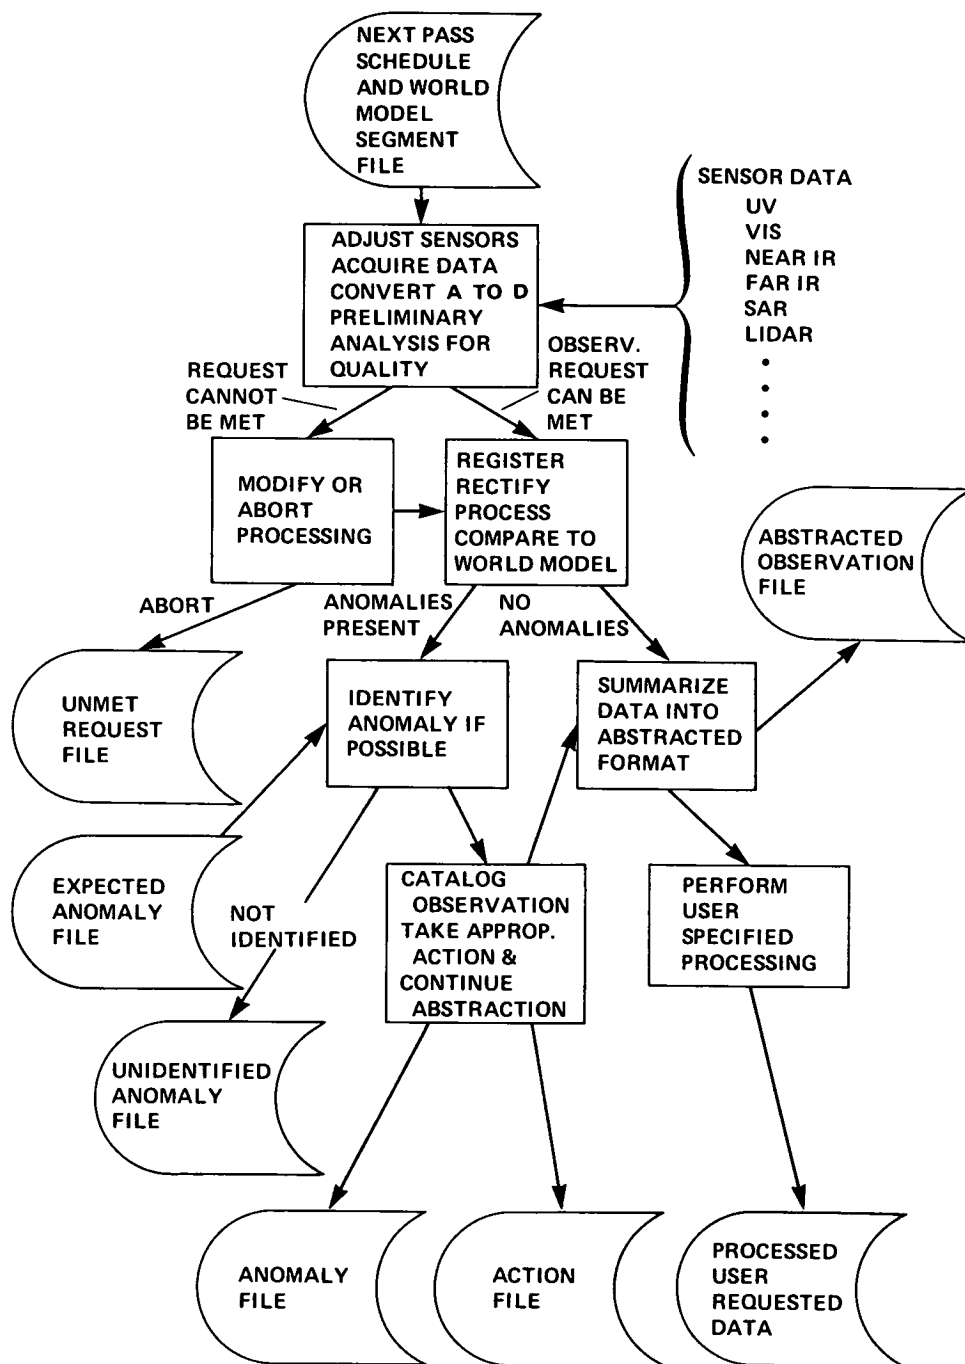 NEXT PASS
SCHEDULE
AND WORLD
MODEL
SEGMENT
FILE
SENSOR DATA
UV
VIS
NEAR IR
FAR IR
SAR
LIDAR
ADJUST SENSORS
ACQUIRE DATA
CONVERT A TO D
PRELIMINARY
ANALYSIS FOR
QUALITY
REQUEST
CANNOT
BE MET
OBSERV.
REQUEST
CAN BE
MET
MODIFY OR
ABORT
PROCESSING
REGISTER
RECTIFY
PROCESS
COMPARE TO
WORLD MODEL
ABSTRACTED
OBSERVATION
FILE
ABORT
ANOMALIES
PRESENT
NO
ANOMALIES
UNMET
REQUEST
FILE
IDENTIFY
ANOMALY IF
POSSIBLE
SUMMARIZE
DATA INTO
ABSTRACTED
FORMAT
EXPECTED
ANOMALY
FILE
NOT
IDENTIFIED
CATALOG
OBSERVATION
TAKE APPROP.
ACTION &
CONTINUE
ABSTRACTION
PERFORM
USER
SPECIFIED
PROCESSING
UNIDENTIFIED
ANOMALY
FILE
ANOMALY
FILE
ACTION
FILE
PROCESSED
USER
REQUESTED
DATA